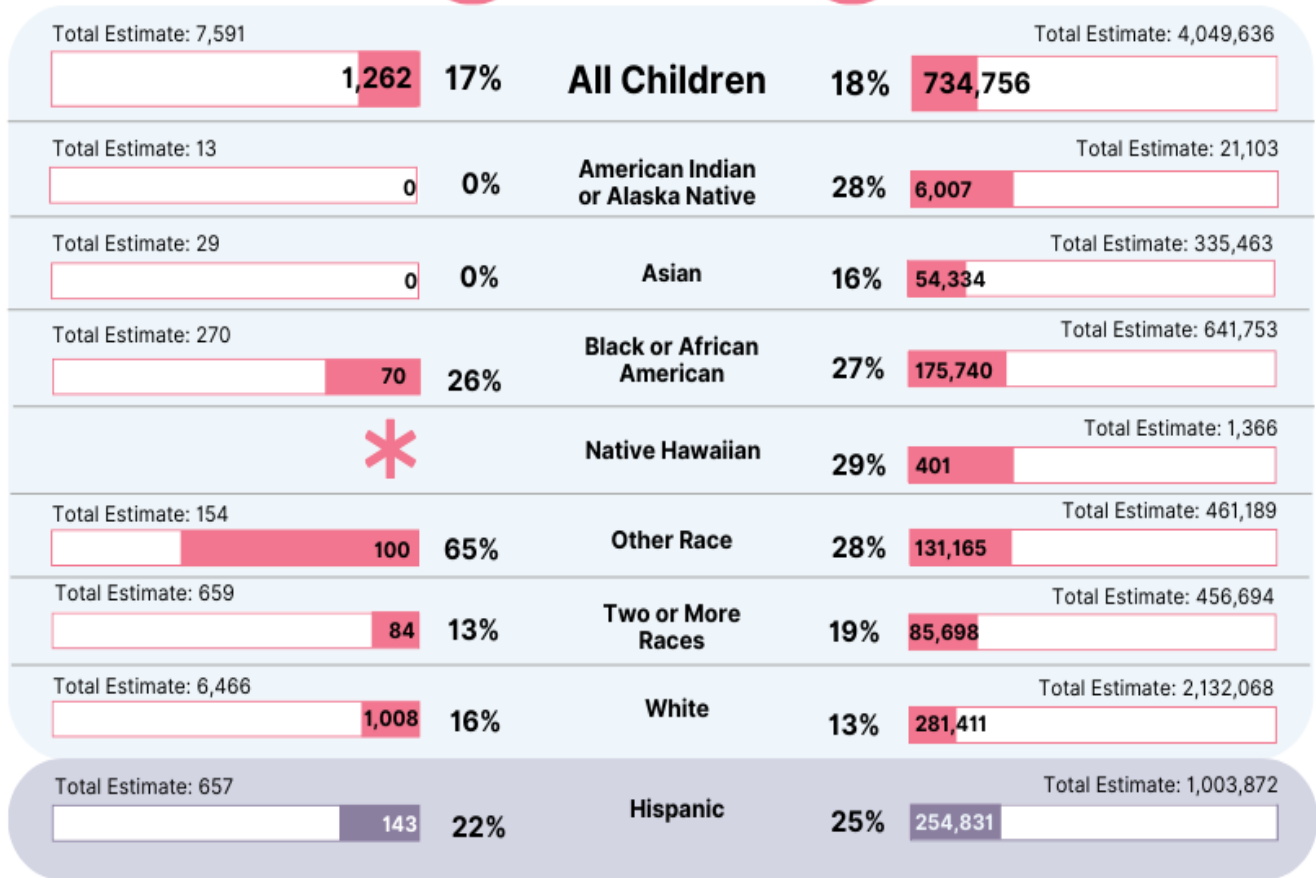 Total Estimate: 7,591
Total Estimate: 4,049,636
1,262 17% All Children 18% 734,756
Total Estimate: 13
Total Estimate: 21,103
American Indian
0 0% or Alaska Native 28% 6,007
Total Estimate: 29
Total Estimate: 335,463
0 0% Asian 16% 54,334
Total Estimate: 270
Total Estimate: 641,753
Black or African
70 26% American 27% 175,740
Total Estimate: 1,366
* Native Hawaiian 29% 401
Total Estimate: 154
Total Estimate: 461,189
100 65% Other Race 28% 131,165
Total Estimate: 659
Total Estimate: 456,694
Two or More
84 13% Races 19% 85,698
Total Estimate: 6,466
Total Estimate: 2,132,068
1,008 16% White 13% 281,411
Total Estimate: 657
Total Estimate: 1,003,872
143 22% Hispanic 25% 254,831